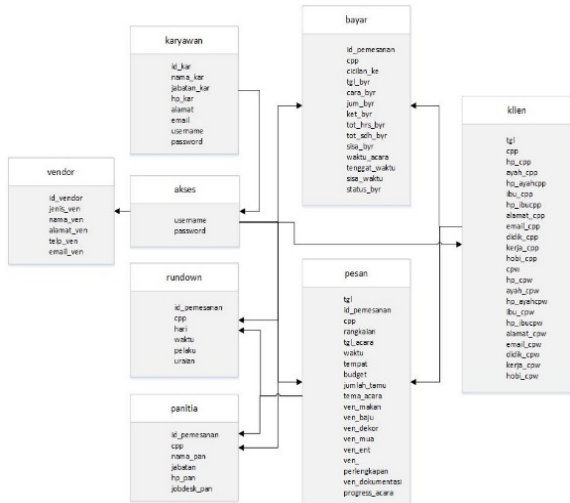 karyawan
id_kar
nama_kar
jabatan_kar
hp_kar
alamat
email
username
password
bayar
id_pemesanan
cpp
cicilan_ke
tgl_byr
cara_byr
jum_byr
ket_byr
tot_hrs_byr
tot_sdh_byr
sisa_byr
waktu_acara
tenggat_waktu
sisa_waktu
status_byr
klien
tgl
cpp
hp_cpp
ayah_cpp
hp_ayahcpp
ibu_cpp
hp_ibucpp
alamat_cpp
email_cpp
didik_cpp
kerja_cpp
hobi_cpp
cpw
hp_cpw
ayah_cpw
hp_ayahcpw
ibu_cpw
hp_ibucpw
alamat_cpw
email_cpw
didik_cpw
kerja_cpw
hobi_cpw
vendor
id_vendor
jenis_ven
nama_ven
alamat_ven
telp_ven
email_ven
akses
username
password
rundown
id_pemesanan
cpp
hari
waktu
pelaku
uraian
pesan
tgl
id_pemesanan
cpp
rangkaian
tgl_acara
waktu
tempat
budget
jumlah_tamu
tema_acara
ven_makan
ven_baju
ven_dekor
ven_mua
ven_ent
ven_
perlengkapan
ven_dokumentasi
progress_acara
panitia
id_pemesanan
cpp
nama_pan
jabatan
hp_pan
jobdesk_pan